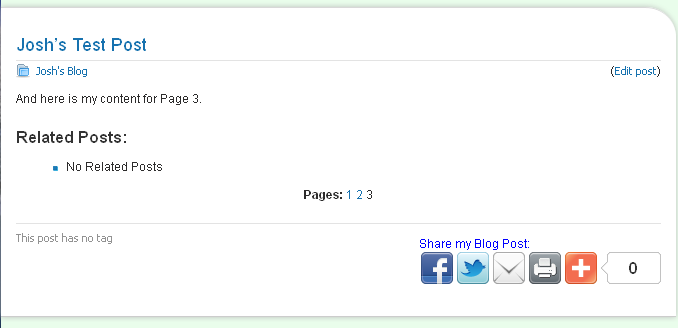 Josh's Test Post
Josh's Blog (Edit post)
And here is my content for Page 3.
Related Posts:
No Related Posts
Pages: 1 2 3
This post has no tag
Share my Blog Post:
0